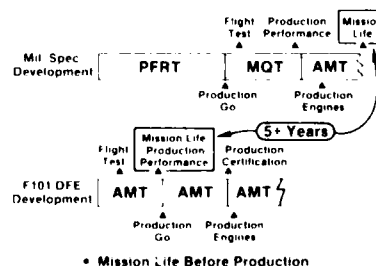 Flight Test
Production Performance
Mission Life
Mil Spec Development
PFRT
MQT
AMT
Production Go
Production Engines
5+ Years
Mission Life Production Performance
Flight Test
Production Certification
F101 DFE Development
AMT
AMT
AMT
Production Go
Production Engines
• Mission Life Before Production